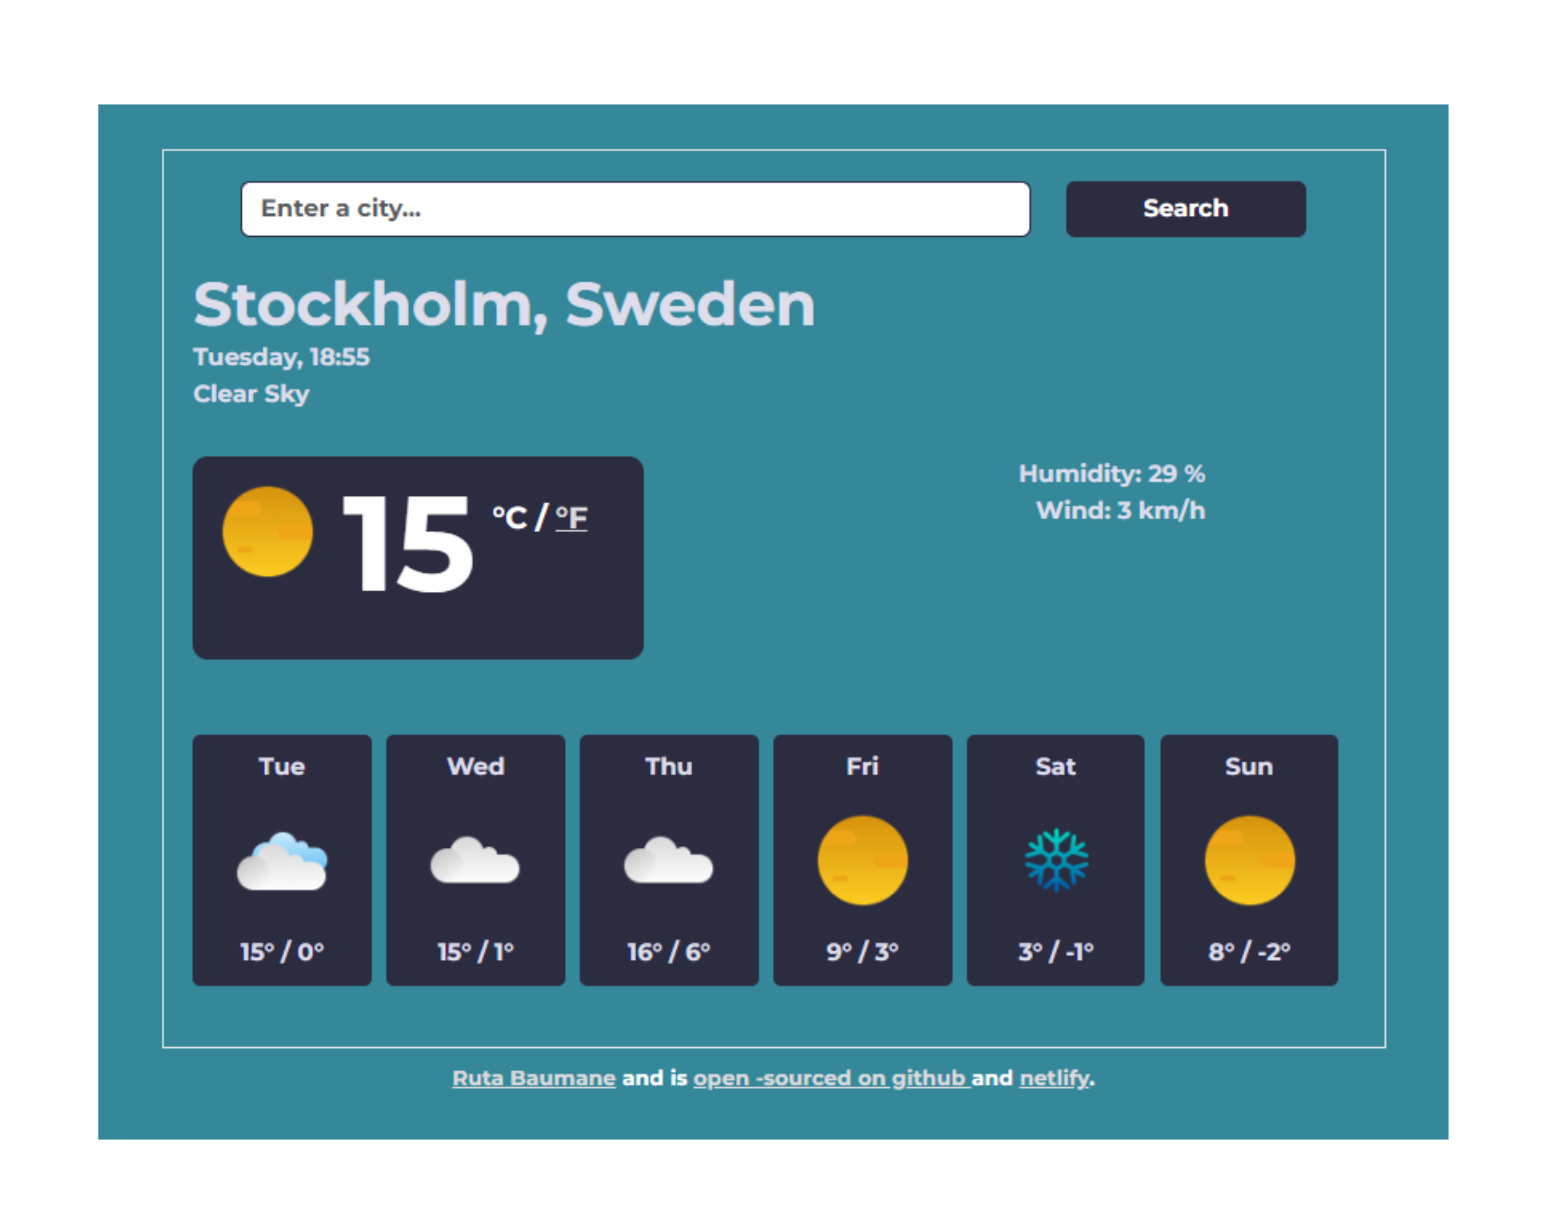 Enter a city...
Search
Stockholm, Sweden
Tuesday, 18:55
Clear Sky
15 °C / °F
Humidity: 29 %
Wind: 3 km/h
Tue
Wed
Thu
Fri
Sat
Sun
15° / 0°
15° / 1°
16° / 6°
9° / 3°
3° / -1°
8° / -2°
Ruta Baumane and is open -sourced on github and netlify.